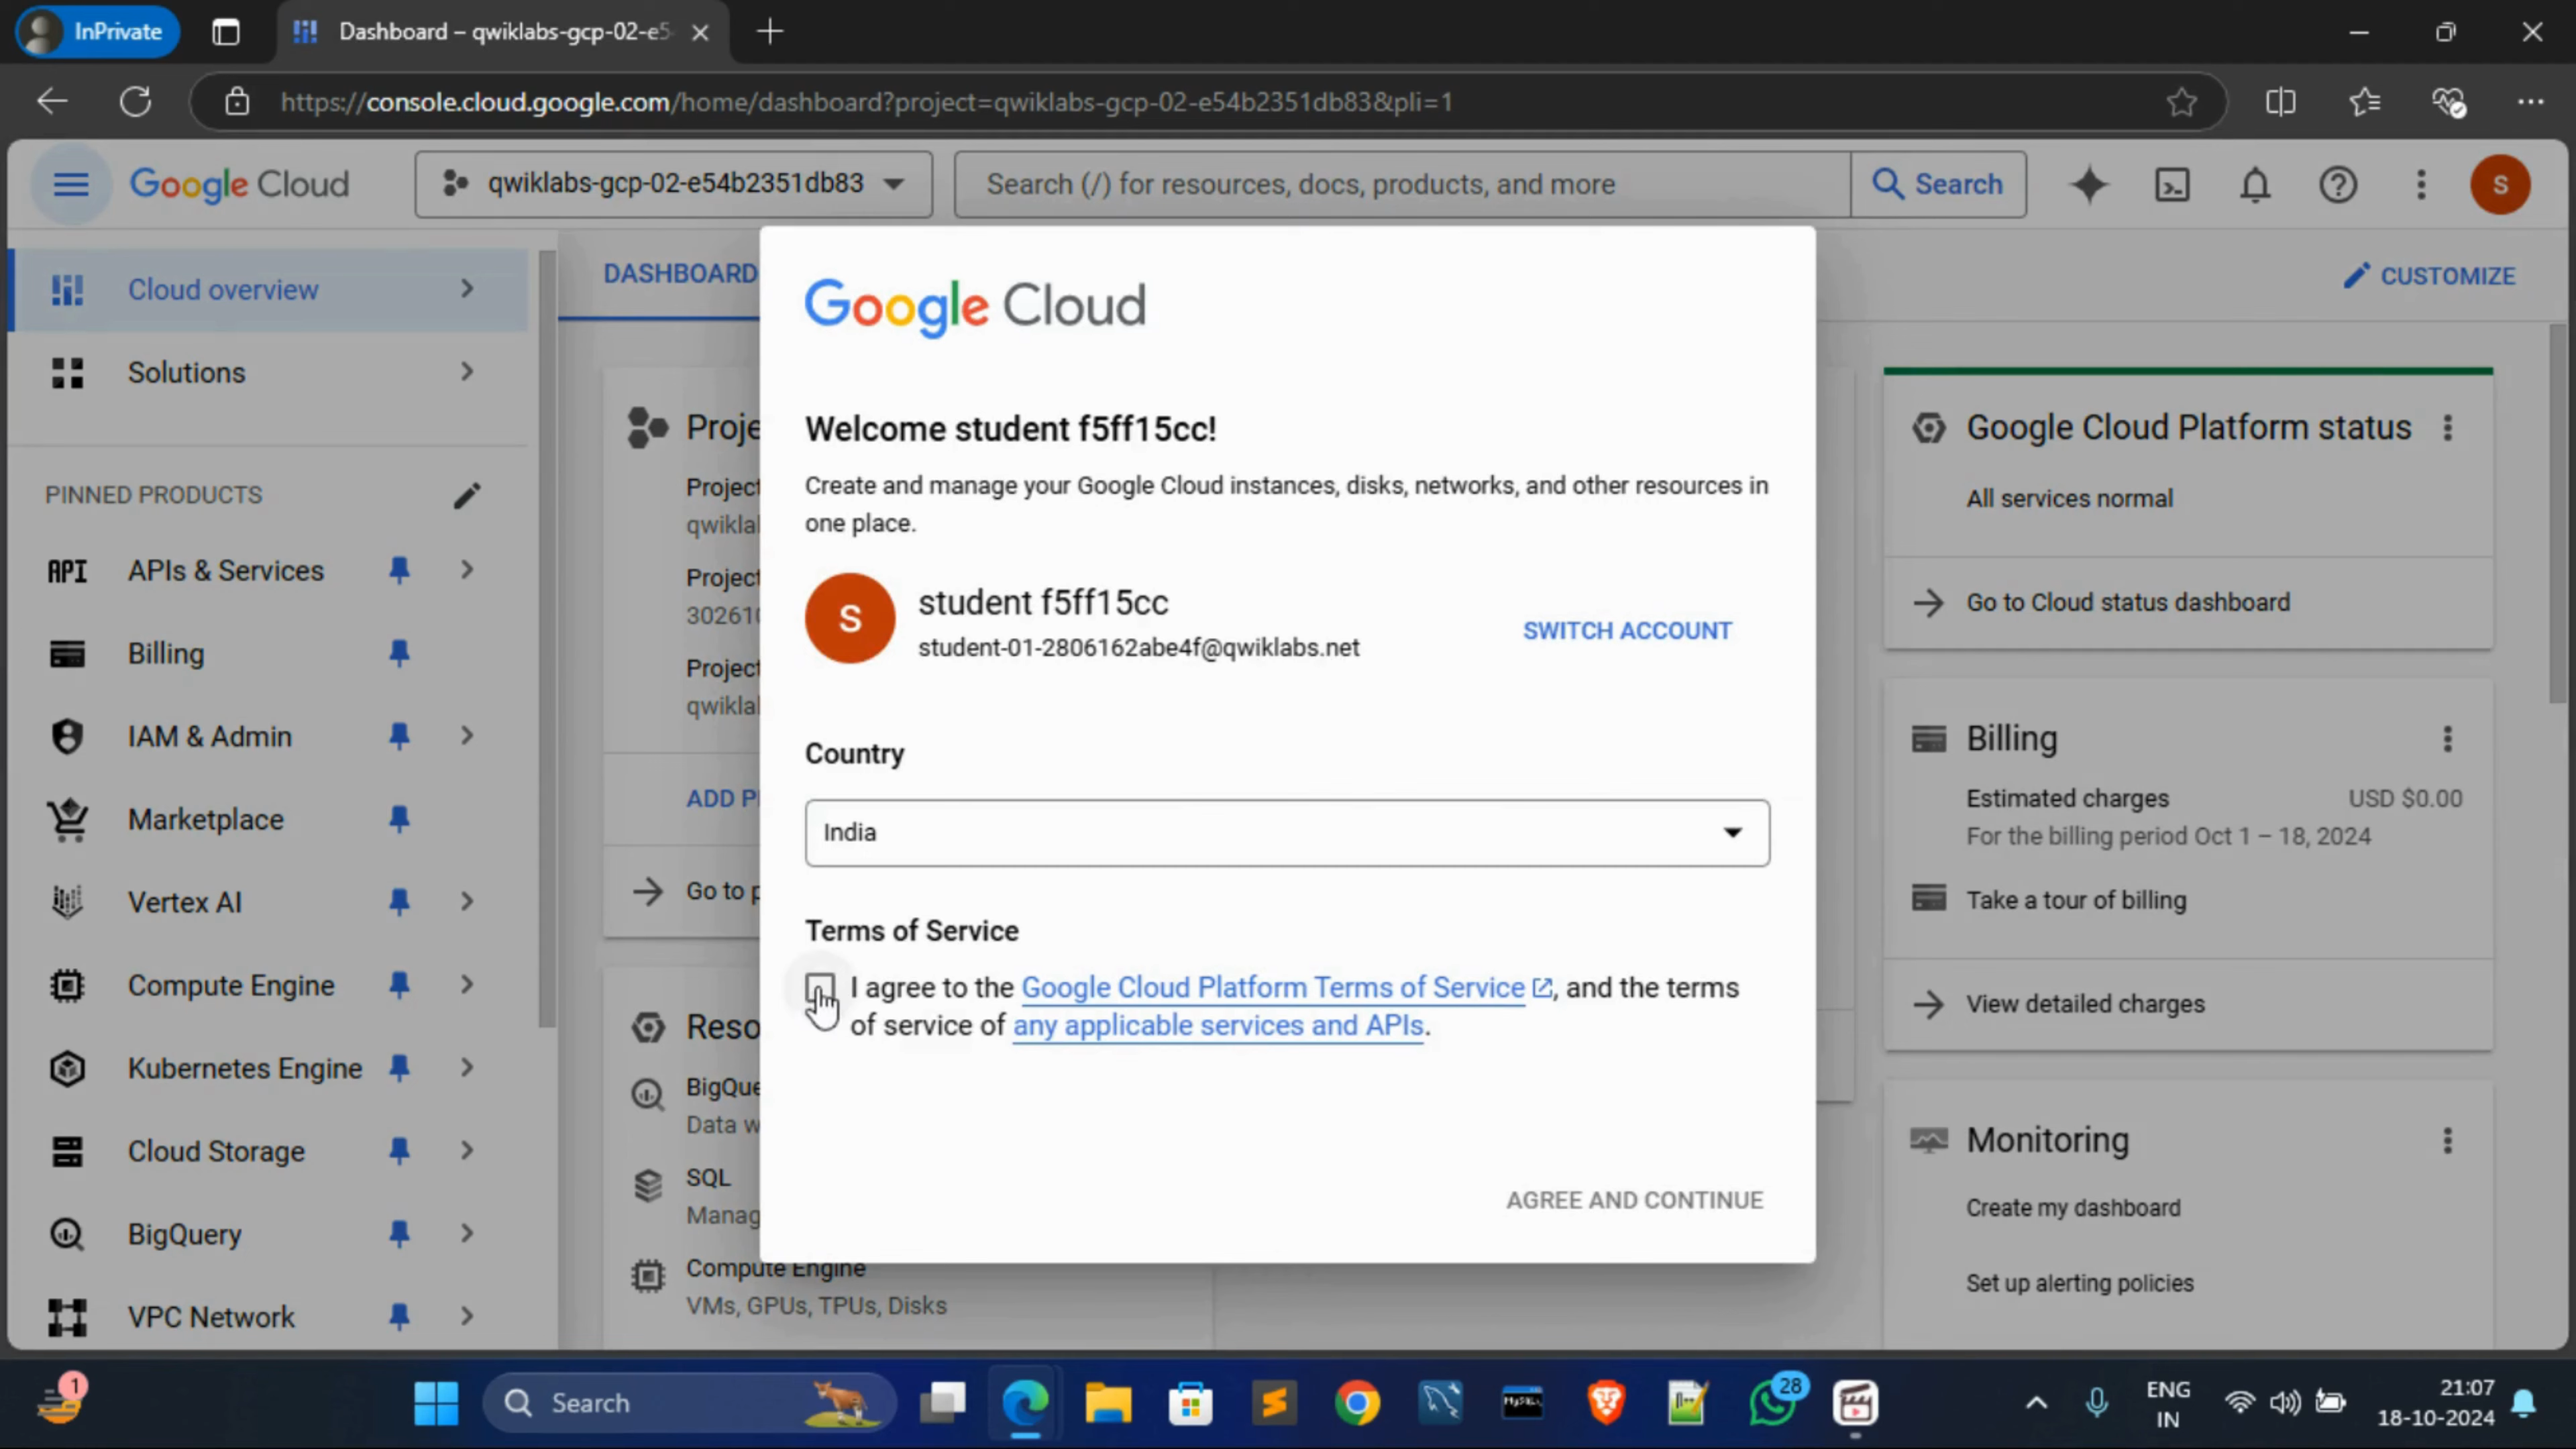 InPrivate
Dashboard – qwiklabs-gcp-02-e5
https://console.cloud.google.com/home/dashboard?project=qwiklabs-gcp-02-e54b2351db83&pli=1
Google Cloud
qwiklabs-gcp-02-e54b2351db83
Search (/) for resources, docs, products, and more
Search
S
Cloud overview
Solutions
PINNED PRODUCTS
API APIs & Services
Billing
IAM & Admin
Marketplace
Vertex AI
Compute Engine
Kubernetes Engine
Cloud Storage
BigQuery
VPC Network
DASHBOARD
CUSTOMIZE
Proje
Project
qwiklal
Project
302610
Project
qwiklal
ADD P
Go to p
Reso
BigQue
Data w
SQL
Manag
Compute Engine
VMs, GPUs, TPUs, Disks
Google Cloud
Welcome student f5ff15cc!
Create and manage your Google Cloud instances, disks, networks, and other resources in
one place.
S
student f5ff15cc
student-01-2806162abe4f@qwiklabs.net
SWITCH ACCOUNT
Country
India
Terms of Service
I agree to the Google Cloud Platform Terms of Service, and the terms
of service of any applicable services and APIs.
AGREE AND CONTINUE
Google Cloud Platform status
All services normal
Go to Cloud status dashboard
Billing
Estimated charges USD $0.00
For the billing period Oct 1 – 18, 2024
Take a tour of billing
View detailed charges
Monitoring
Create my dashboard
Set up alerting policies
1
Search
28
ENG
IN
21:07
18-10-2024